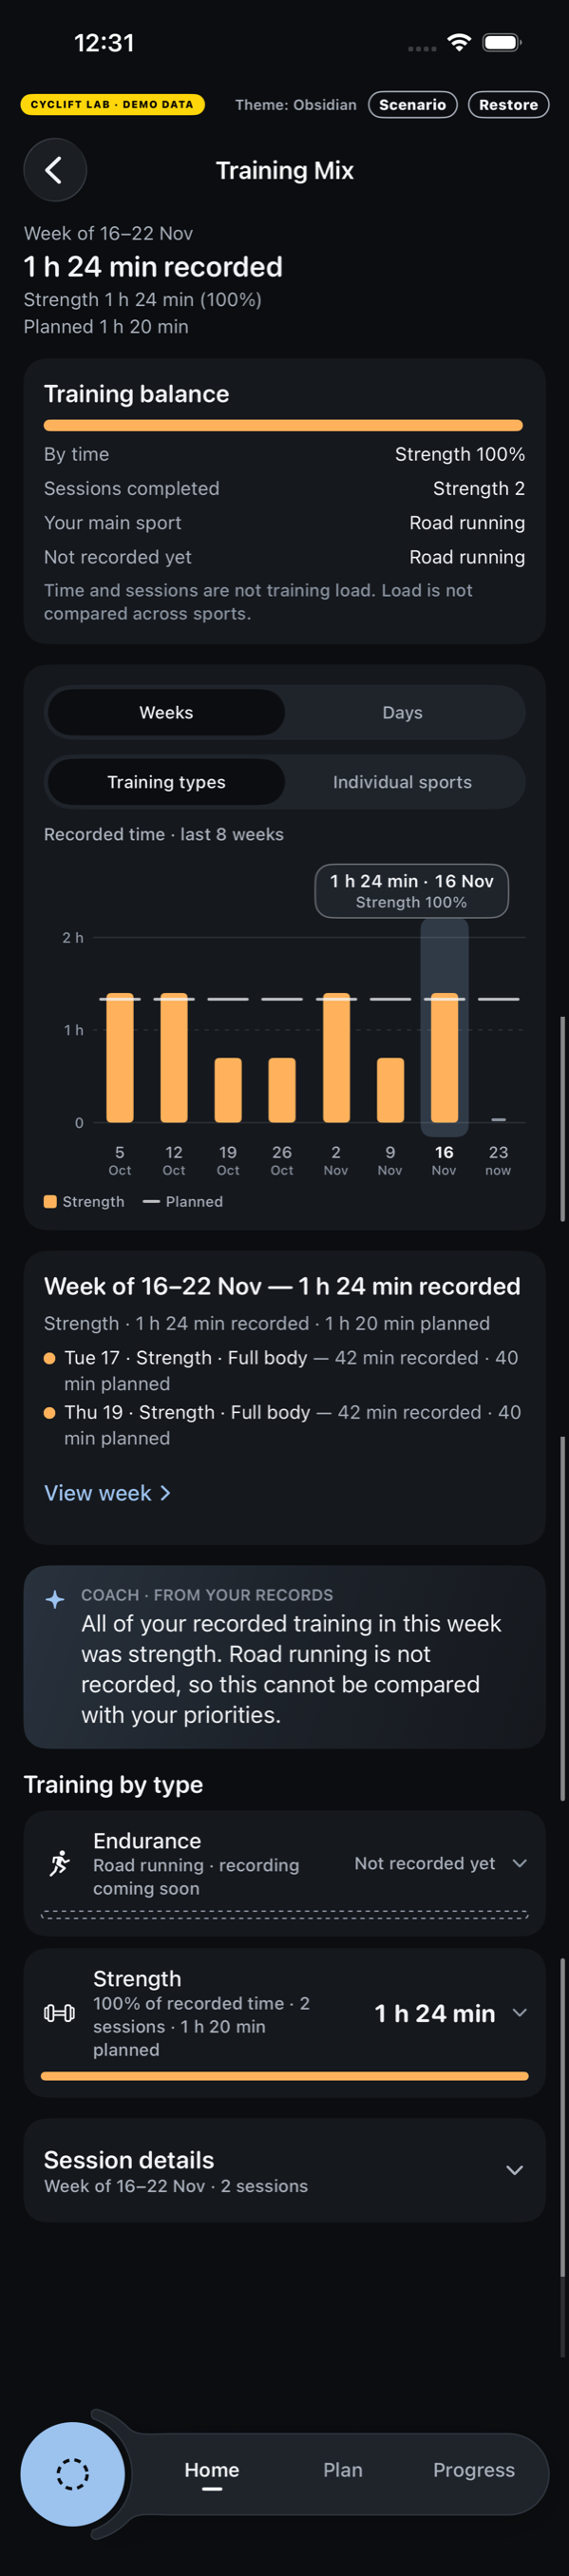 12:31
CYCLIFT LAB · DEMO DATA
Theme: Obsidian
Scenario
Restore
Training Mix
Week of 16–22 Nov
1 h 24 min recorded
Strength 1 h 24 min (100%)
Planned 1 h 20 min
Training balance
By time Strength 100%
Sessions completed Strength 2
Your main sport Road running
Not recorded yet Road running
Time and sessions are not training load. Load is not
compared across sports.
Weeks Days
Training types Individual sports
Recorded time · last 8 weeks
1 h 24 min · 16 Nov
Strength 100%
2 h
1 h
0
5 12 19 26 2 9 16 23
Oct Oct Oct Oct Nov Nov Nov now
Strength Planned
Week of 16–22 Nov — 1 h 24 min recorded
Strength · 1 h 24 min recorded · 1 h 20 min planned
Tue 17 · Strength · Full body — 42 min recorded · 40
min planned
Thu 19 · Strength · Full body — 42 min recorded · 40
min planned
View week
COACH · FROM YOUR RECORDS
All of your recorded training in this week
was strength. Road running is not
recorded, so this cannot be compared
with your priorities.
Training by type
Endurance
Road running · recording
coming soon
Not recorded yet
Strength
100% of recorded time · 2
sessions · 1 h 20 min
planned
1 h 24 min
Session details
Week of 16–22 Nov · 2 sessions
Home Plan Progress